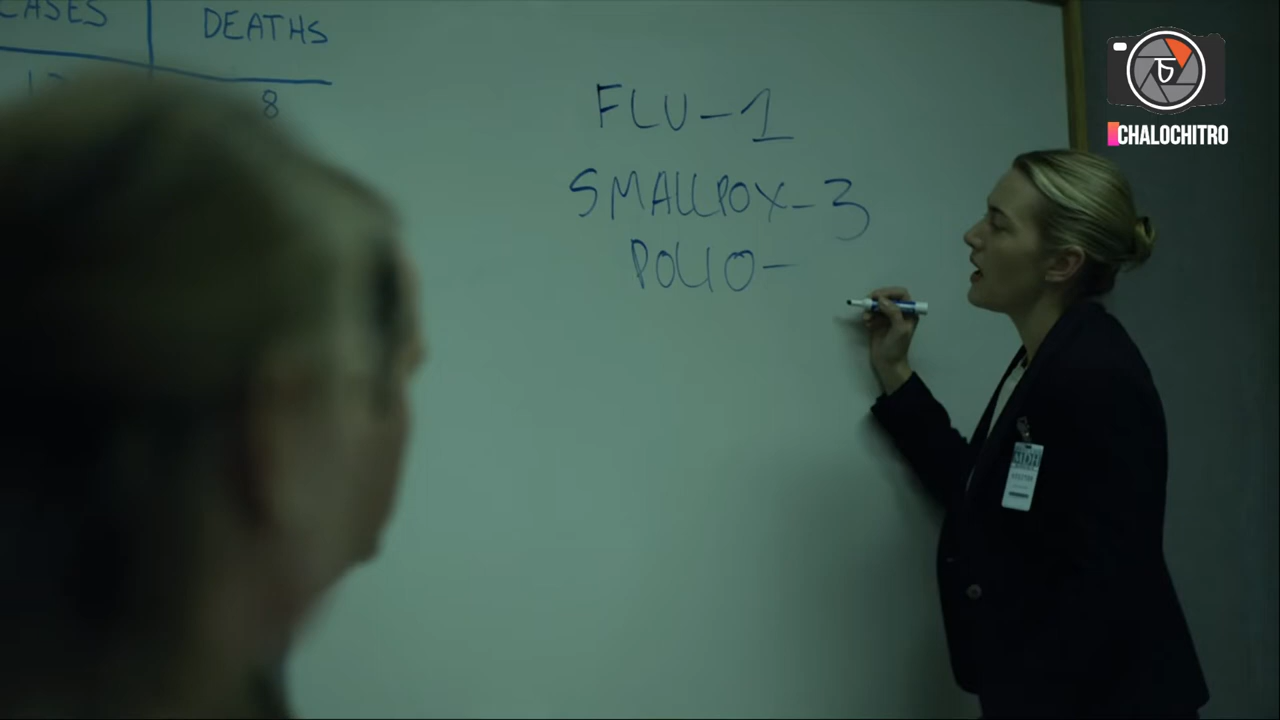 CASES DEATHS
8
FLU-1
SMALLPOX-3
POLIO-
CHALOCHITRO